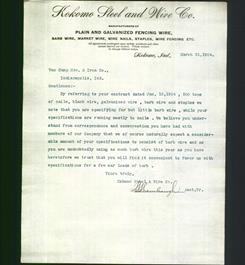 Kokomo Steel and Wire Co.
MANUFACTURERS OF
PLAIN AND GALVANIZED FENCING WIRE,
BARB WIRE, MARKET WIRE, WIRE NAILS, STAPLES, WIRE FENCING ETC.
Kokomo, Ind., March 31, 1904.
Van Camp Hdw. & Iron Co.,
Indianapolis, Ind.
Gentlemen:-
By referring to your contract dated Jan. 18, 1904, 500 tons
of nails, black wire, galvanized wire, barb wire and staples we
note that you are specifying for but little barb wire, while your
specifications are running mostly to nails. We believe you under-
stand from correspondence and conversation you have had with
members of our Company that we of course naturally expect a consider-
able amount of your specifications to consist of barb wire and as
you are undoubtedly using as much barb wire this year as you have
heretofore we trust that you will find it convenient to favor us with
specifications for a few car loads of barb.
Yours truly,
Kokomo Steel & Wire Co.